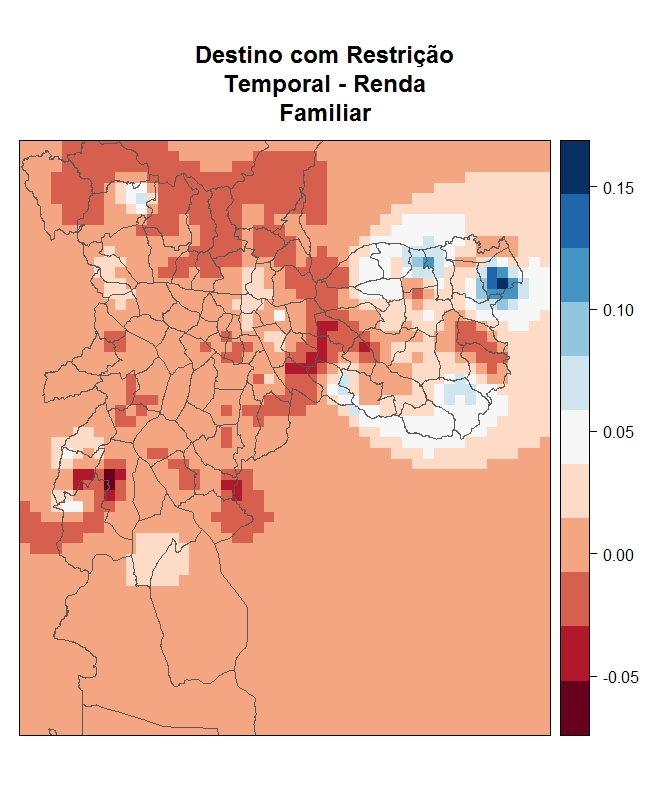 Destino com Restrição
Temporal - Renda
Familiar
0.15
0.10
0.05
0.00
-0.05